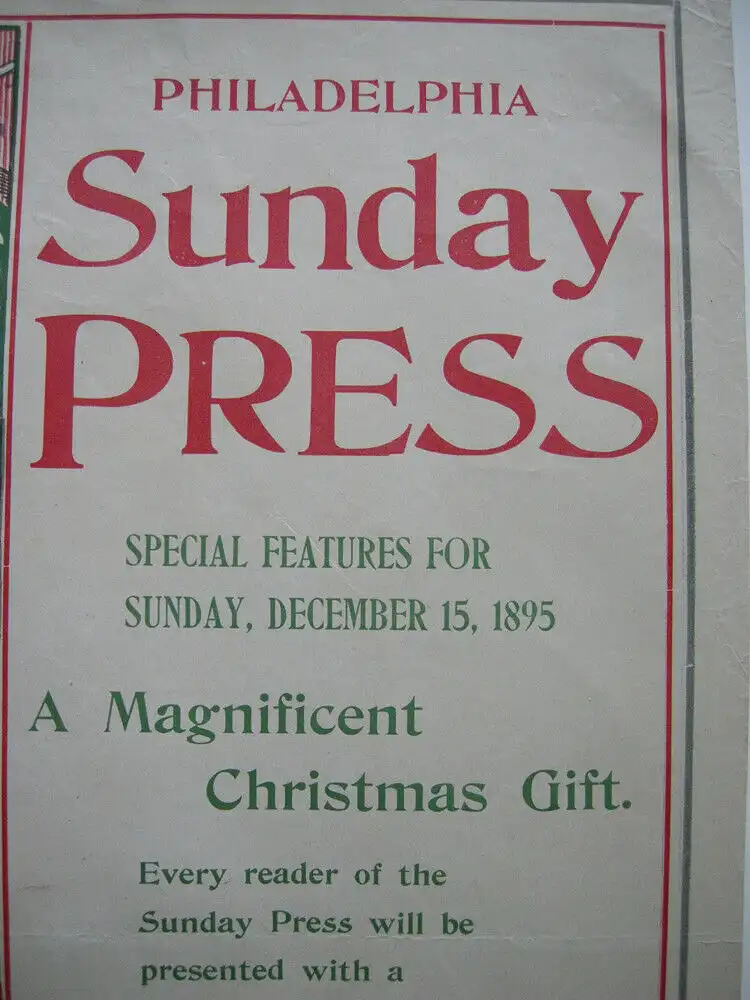 PHILADELPHIA
Sunday
PRESS
SPECIAL FEATURES FOR
SUNDAY, DECEMBER 15, 1895
A Magnificent
Christmas Gift.
Every reader of the
Sunday Press will be
presented with a